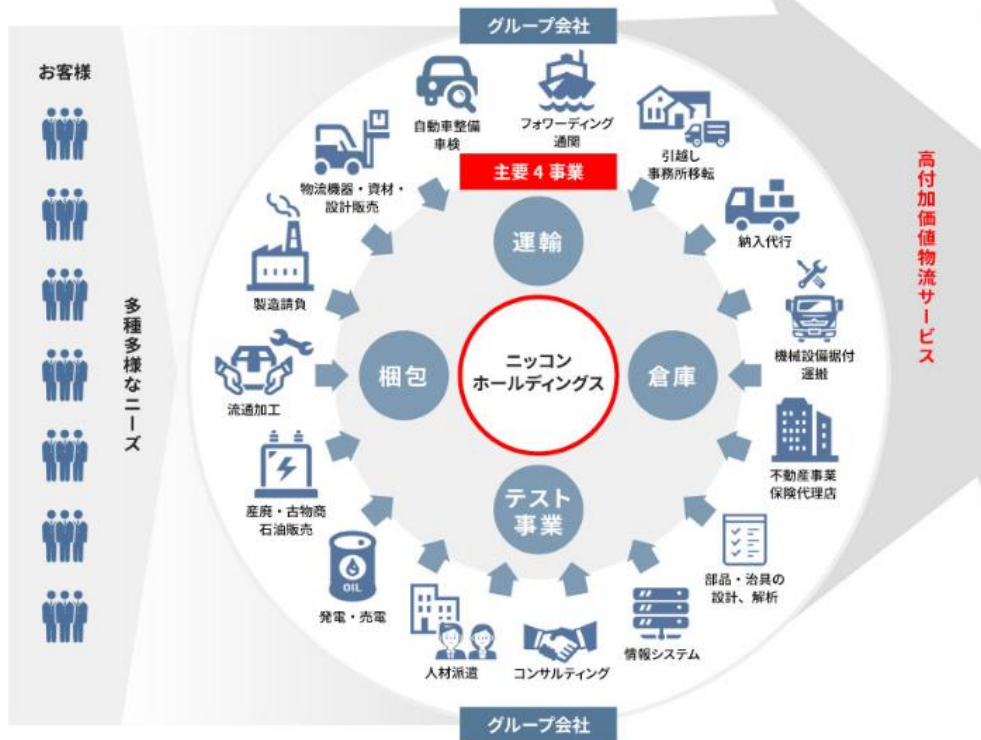 グループ会社
お客様
多種多様なニーズ
自動車整備
車検
フォワーディング
通関
引越し
事務所移転
物流機器・資材・
設計販売
主要4事業
納入代行
製造請負
運輸
機械設備据付
運搬
流通加工
梱包
ニッコン
ホールディングス
倉庫
不動産事業
保険代理店
産廃・古物商
石油販売
テスト
事業
部品・治具の
設計、解析
OIL
発電・売電
人材派遣
コンサルティング
情報システム
グループ会社
高付加価値物流サービス